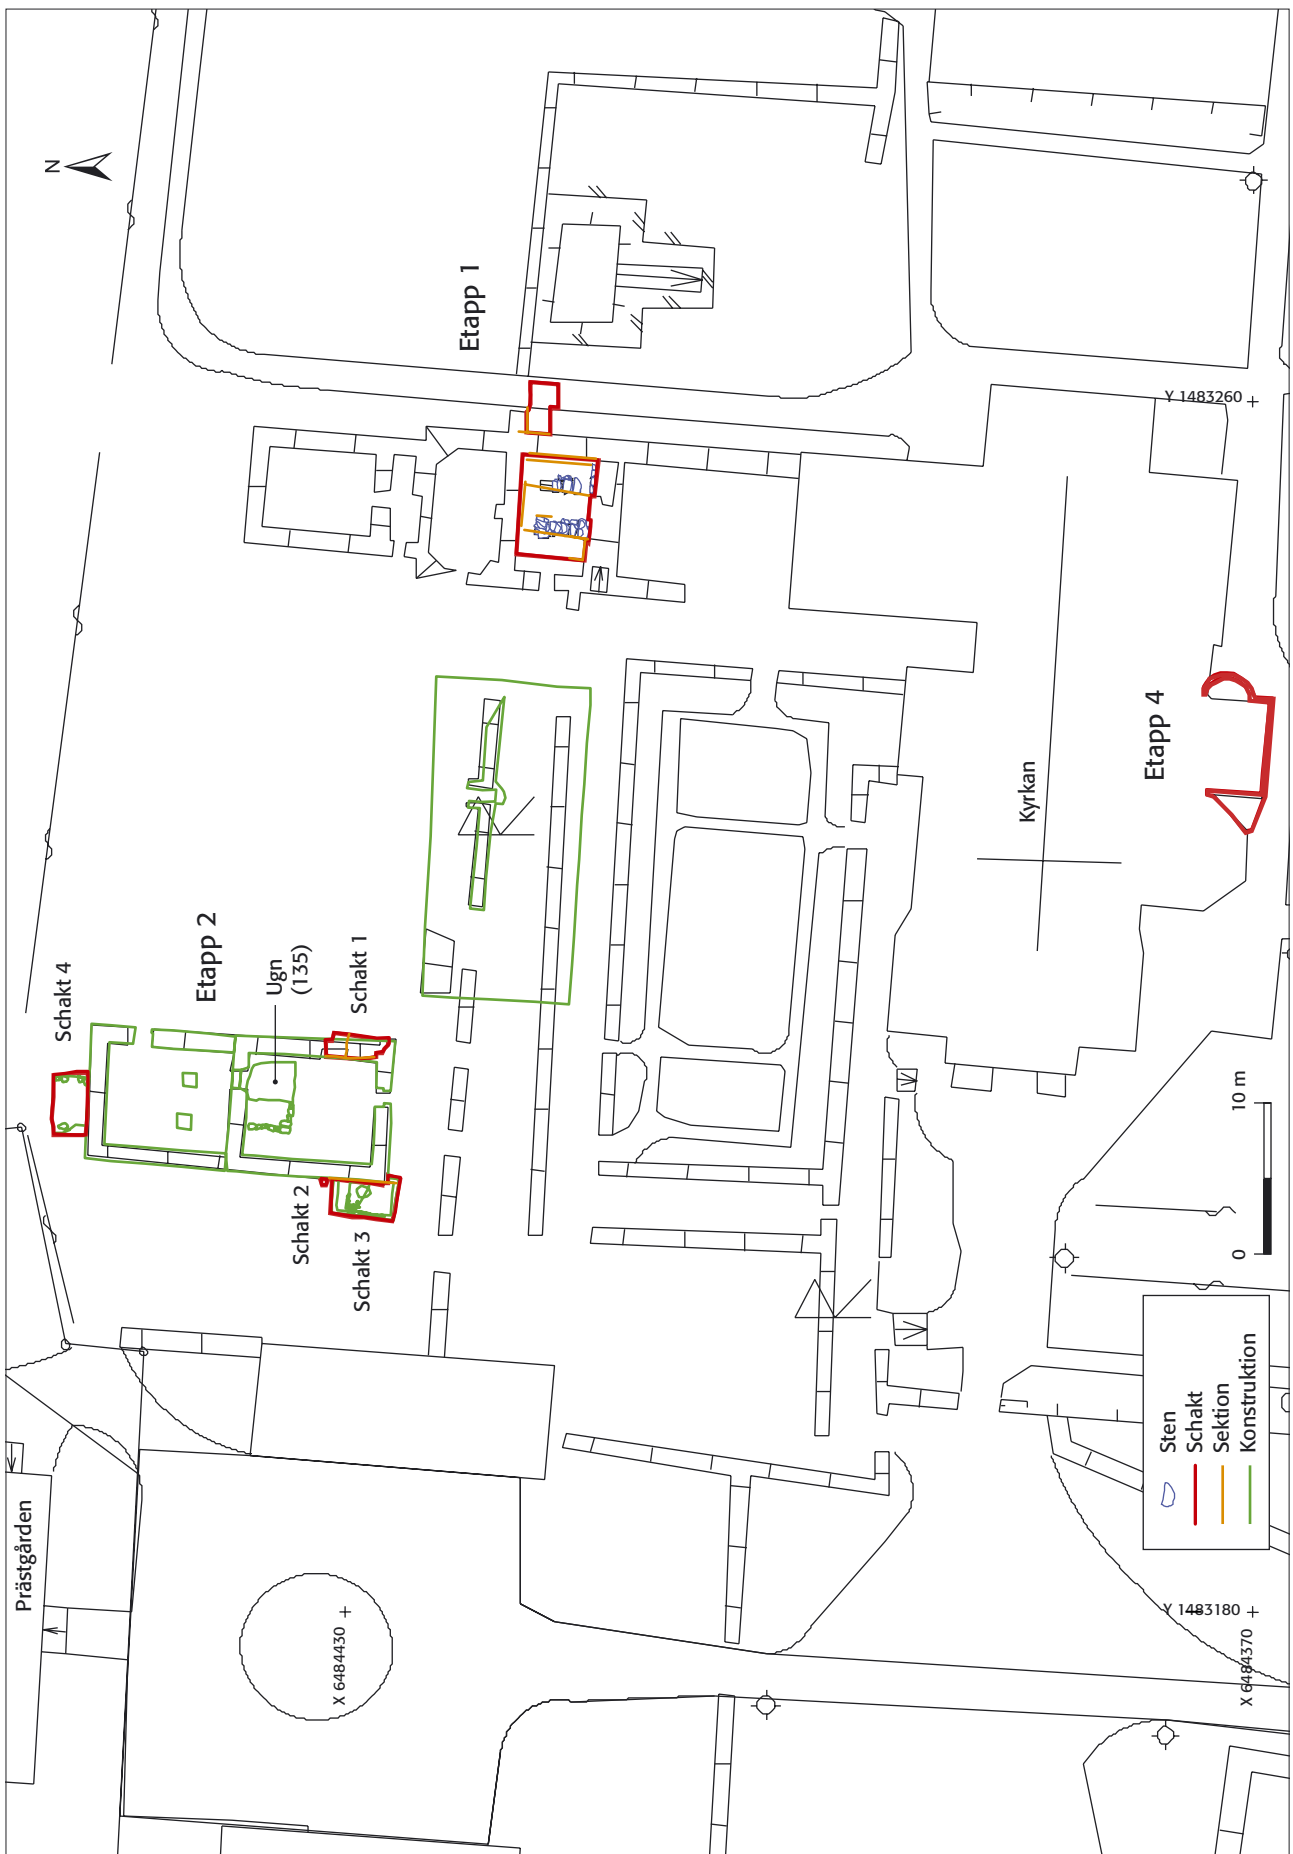 N
Etapp 1
Schakt 4
Etapp 2
Ugn
(135)
Schakt 1
Schakt 2
Schakt 3
Prästgården
Kyrkan
Etapp 4
Y 1483260
X 6484430
Y 1483180
X 6484370
0
10 m
Sten
Schakt
Sektion
Konstruktion